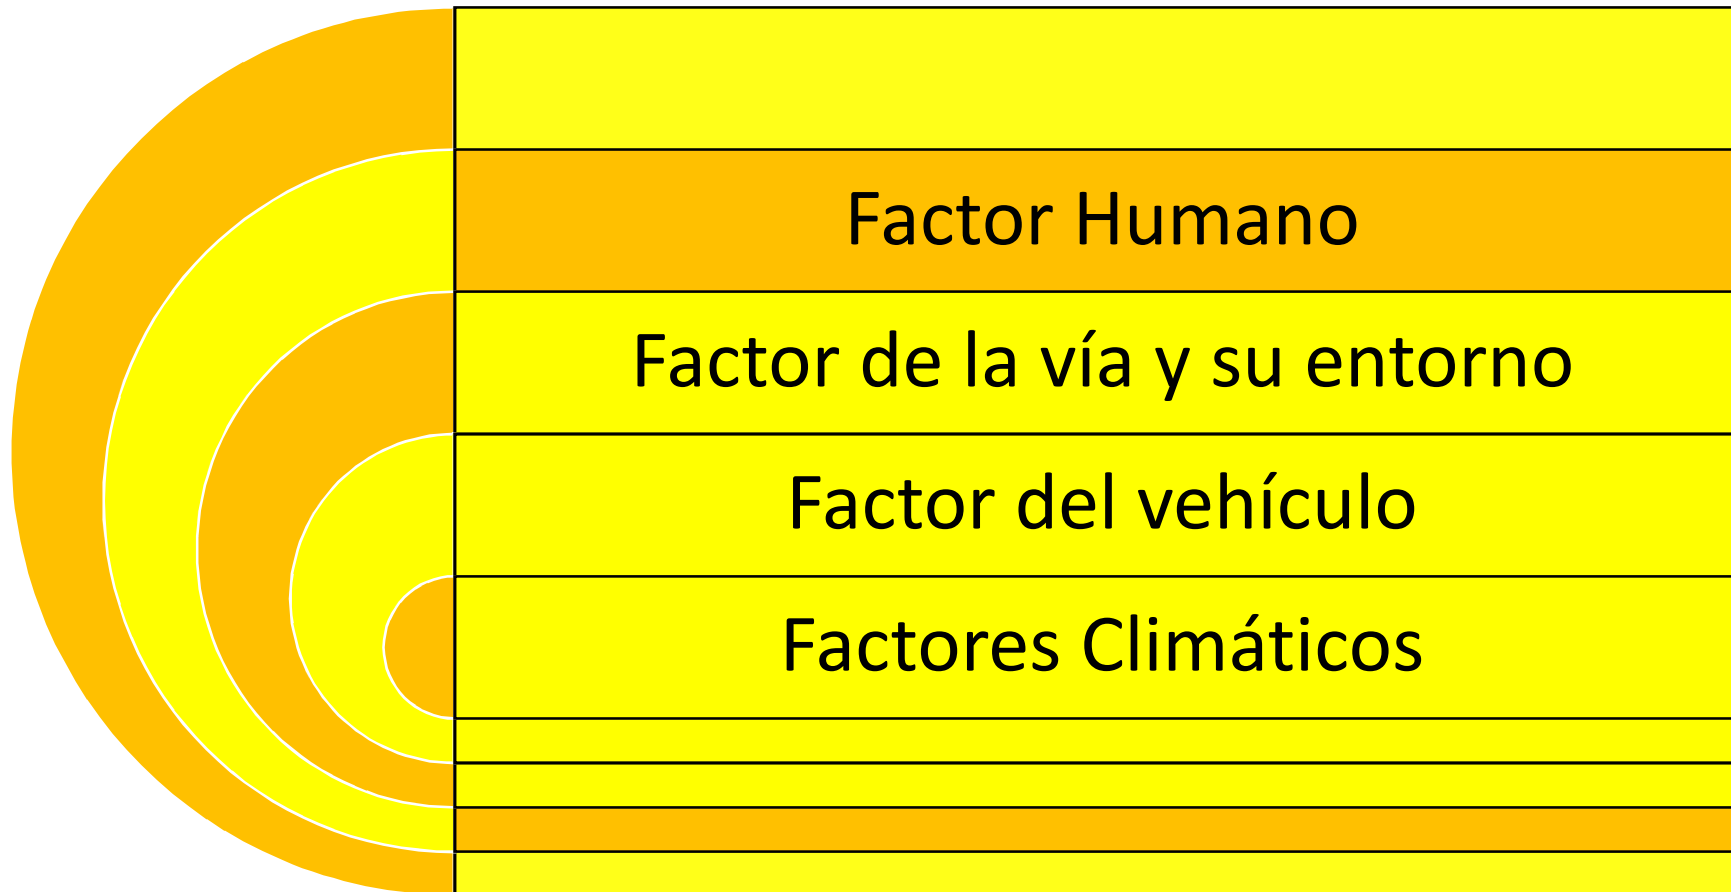 Factor Humano
Factor de la vía y su entorno
Factor del vehículo
Factores Climáticos